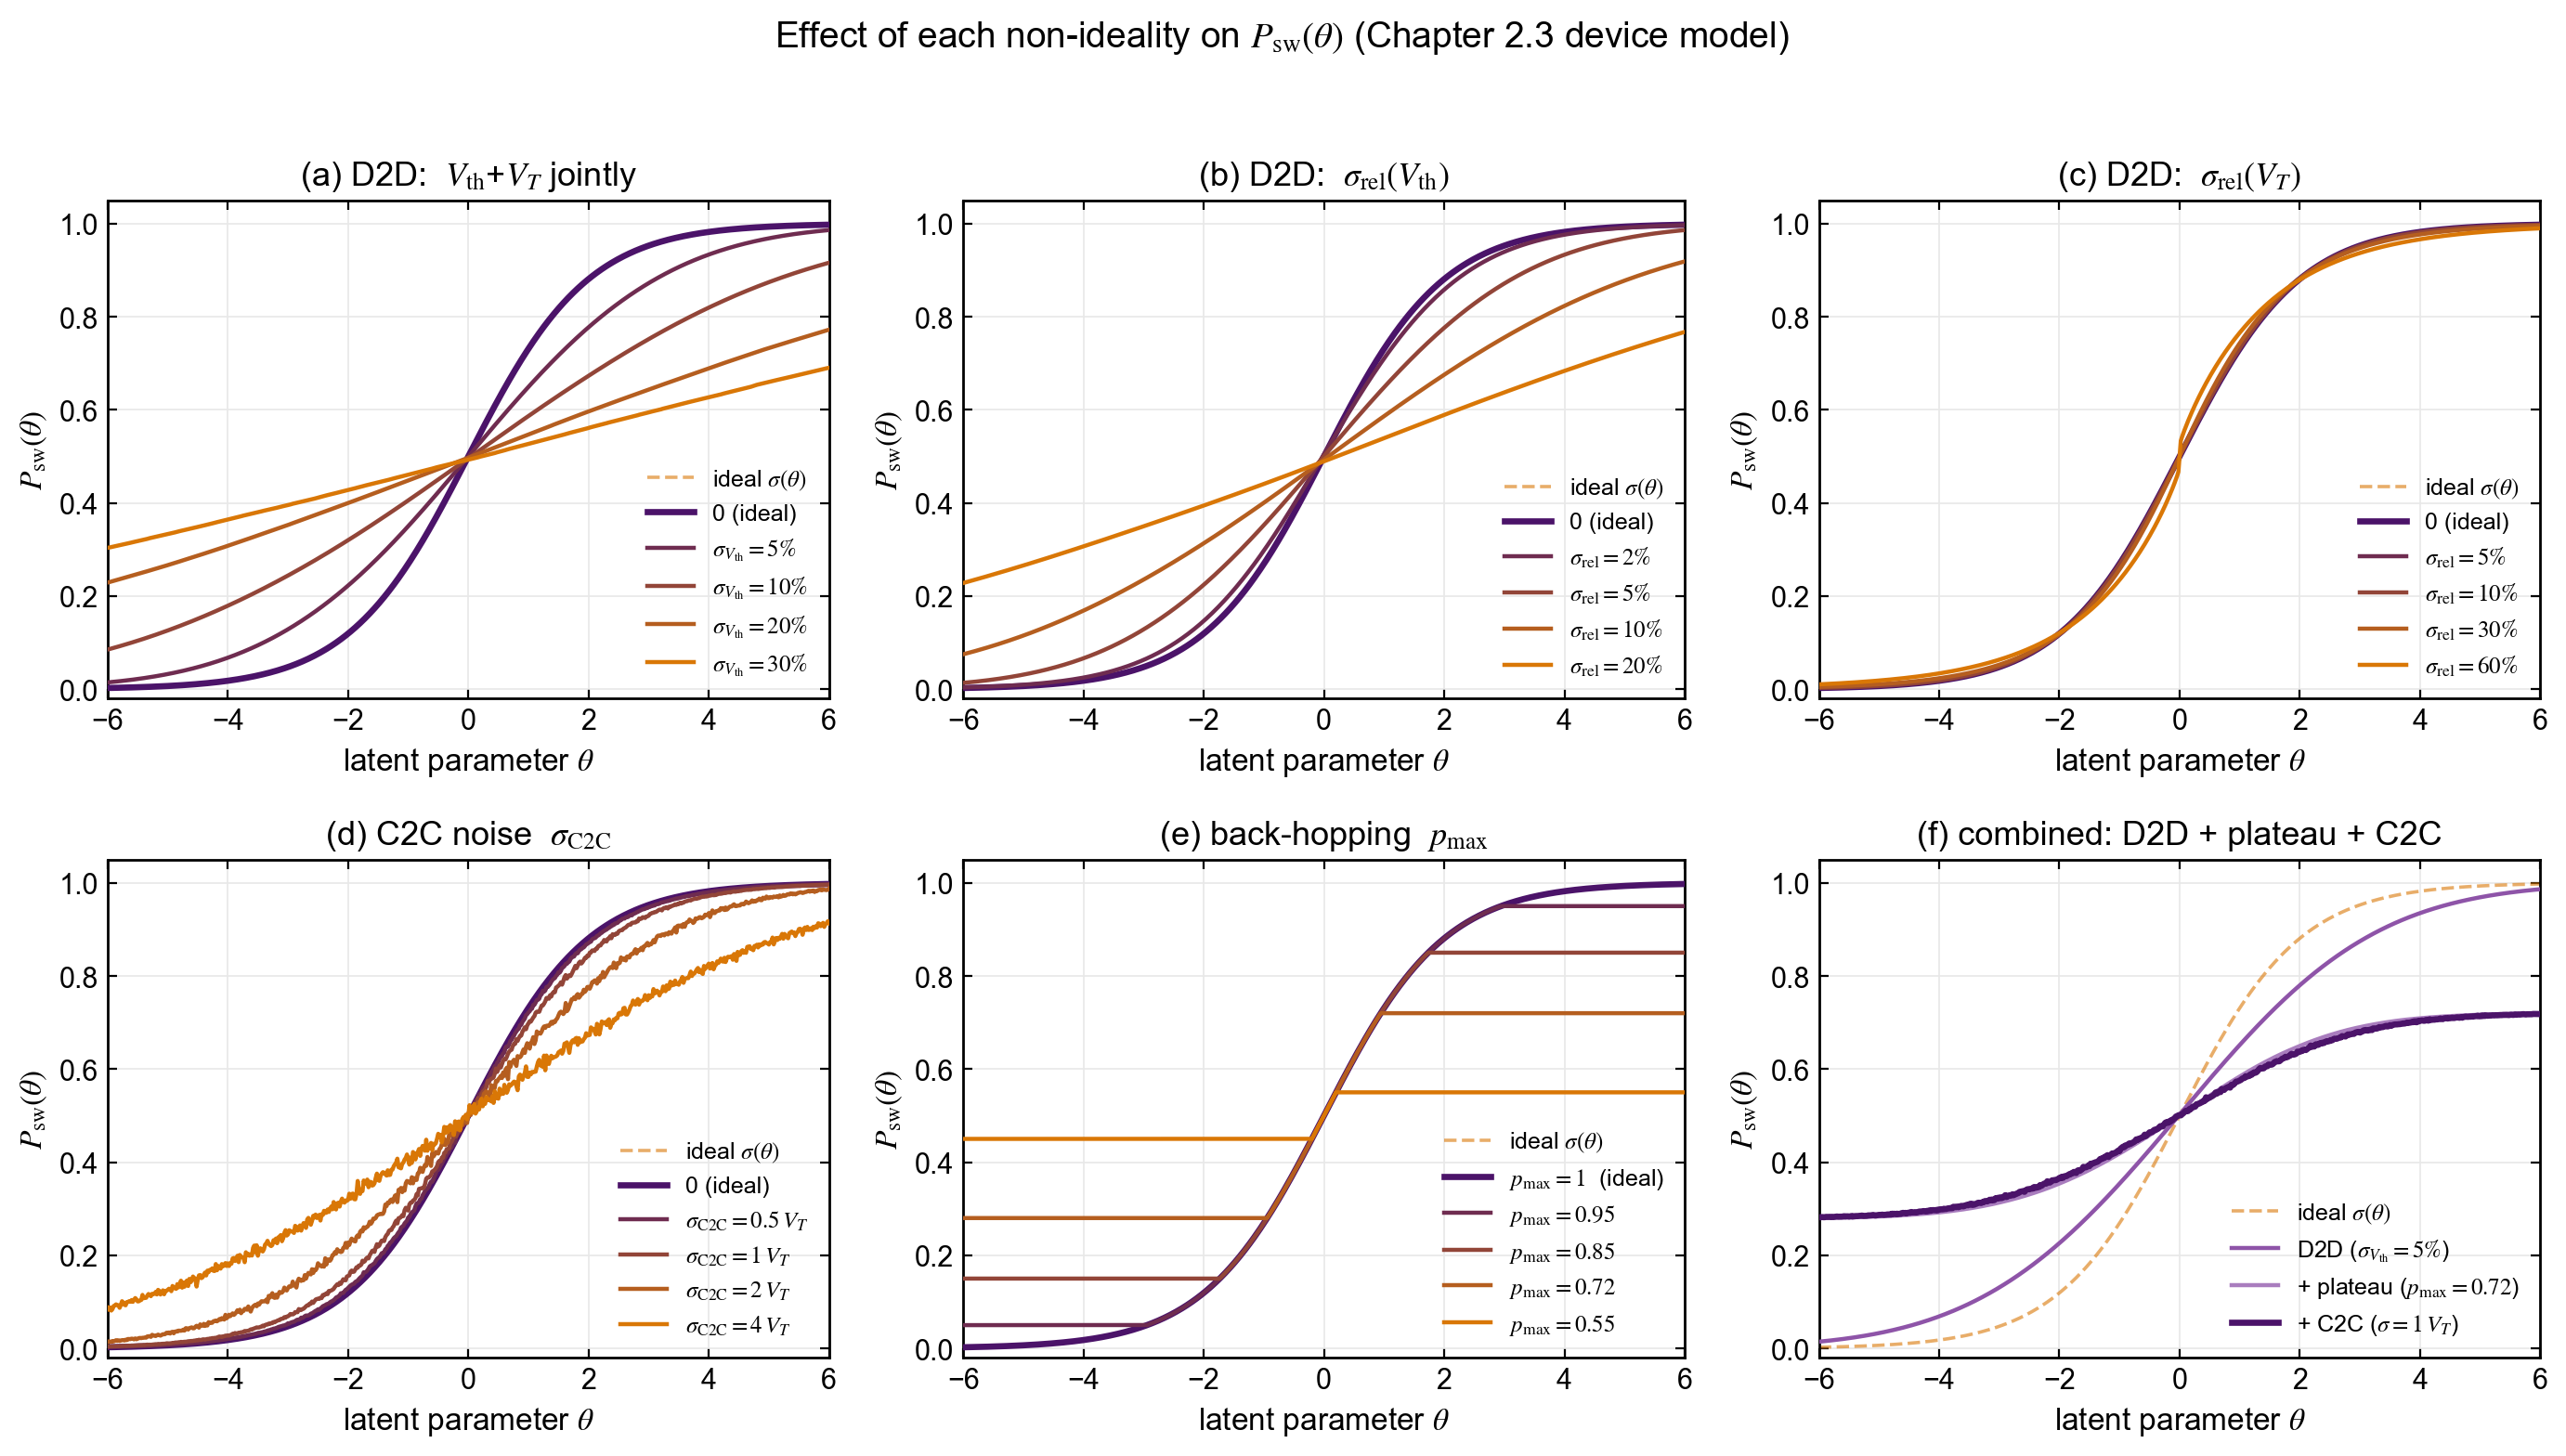 Effect of each non-ideality on P_sw(θ) (Chapter 2.3 device model)
(a) D2D: V_th+V_T jointly
1.0
0.8
0.6
0.4
0.2
0.0
P_sw(θ)
ideal σ(θ)
0 (ideal)
σ_V_th = 5%
σ_V_th = 10%
σ_V_th = 20%
σ_V_th = 30%
−6 −4 −2 0 2 4 6
latent parameter θ
(b) D2D: σ_rel(V_th)
1.0
0.8
0.6
0.4
0.2
0.0
P_sw(θ)
ideal σ(θ)
0 (ideal)
σ_rel = 2%
σ_rel = 5%
σ_rel = 10%
σ_rel = 20%
−6 −4 −2 0 2 4 6
latent parameter θ
(c) D2D: σ_rel(V_T)
1.0
0.8
0.6
0.4
0.2
0.0
P_sw(θ)
ideal σ(θ)
0 (ideal)
σ_rel = 5%
σ_rel = 10%
σ_rel = 30%
σ_rel = 60%
−6 −4 −2 0 2 4 6
latent parameter θ
(d) C2C noise σ_C2C
1.0
0.8
0.6
0.4
0.2
0.0
P_sw(θ)
ideal σ(θ)
0 (ideal)
σ_C2C = 0.5 V_T
σ_C2C = 1 V_T
σ_C2C = 2 V_T
σ_C2C = 4 V_T
−6 −4 −2 0 2 4 6
latent parameter θ
(e) back-hopping p_max
1.0
0.8
0.6
0.4
0.2
0.0
P_sw(θ)
ideal σ(θ)
p_max = 1 (ideal)
p_max = 0.95
p_max = 0.85
p_max = 0.72
p_max = 0.55
−6 −4 −2 0 2 4 6
latent parameter θ
(f) combined: D2D + plateau + C2C
1.0
0.8
0.6
0.4
0.2
0.0
P_sw(θ)
ideal σ(θ)
D2D (σ_V_th = 5%)
+ plateau (p_max = 0.72)
+ C2C (σ = 1 V_T)
−6 −4 −2 0 2 4 6
latent parameter θ